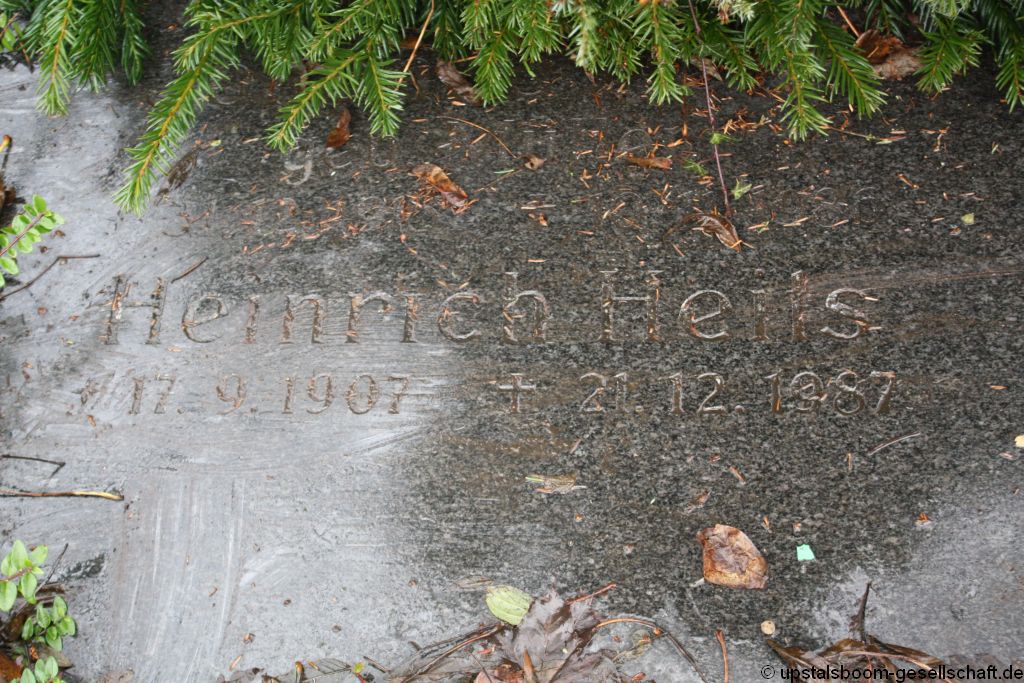 Heinrich Heils
* 17. 9. 1907 † 21. 12. 1987
© upstalsboom-gesellschaft.de